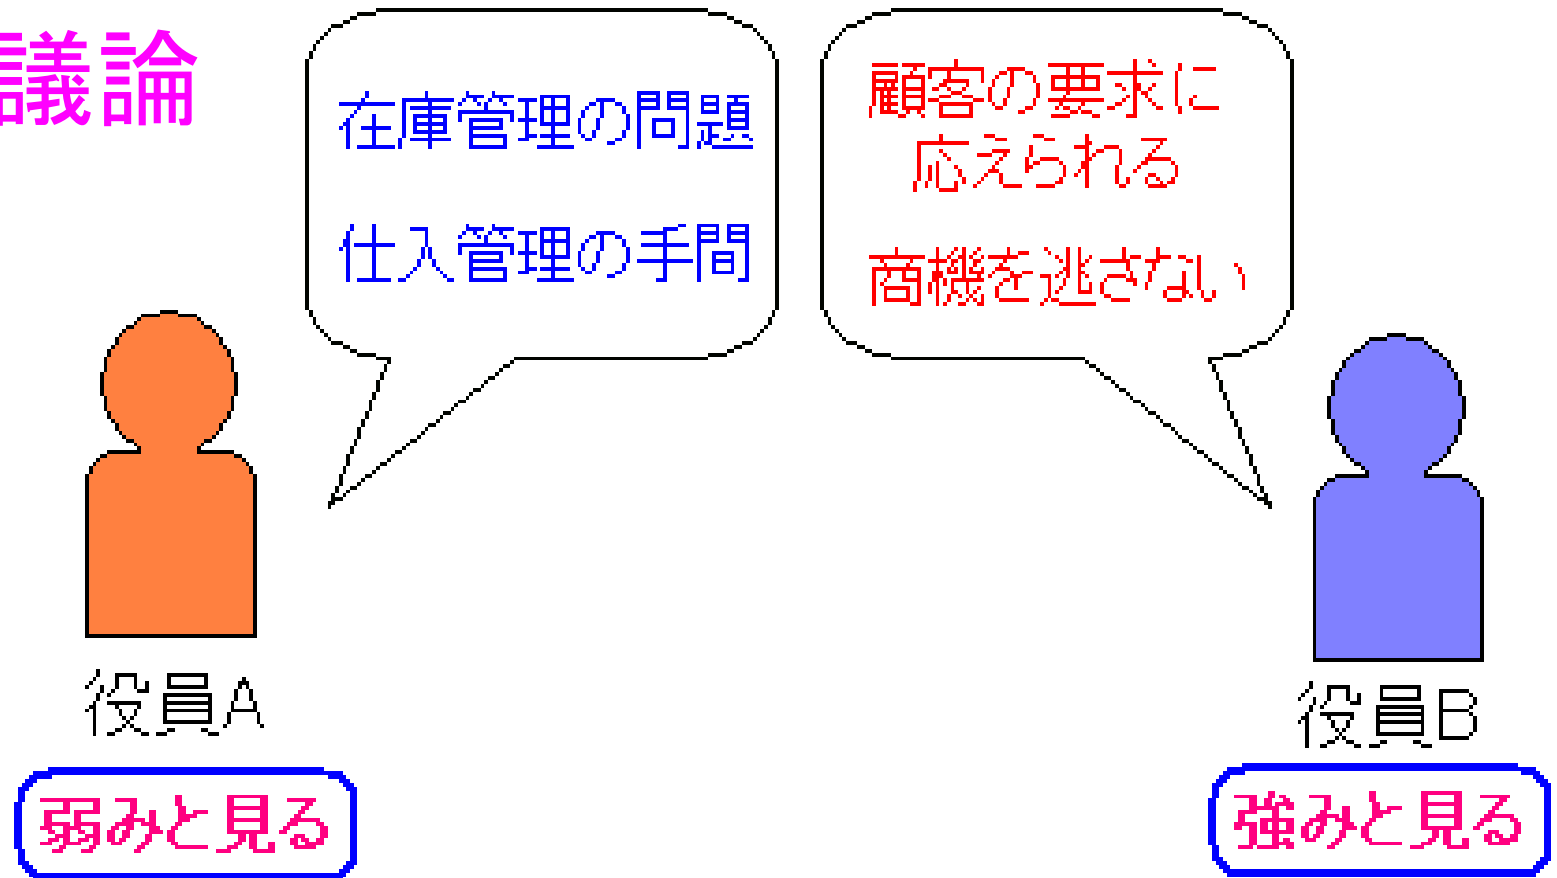 議論
在庫管理の問題
仕入管理の手間
顧客の要求に
応えられる
商機を逃さない
役員A
弱みと見る
役員B
強みと見る